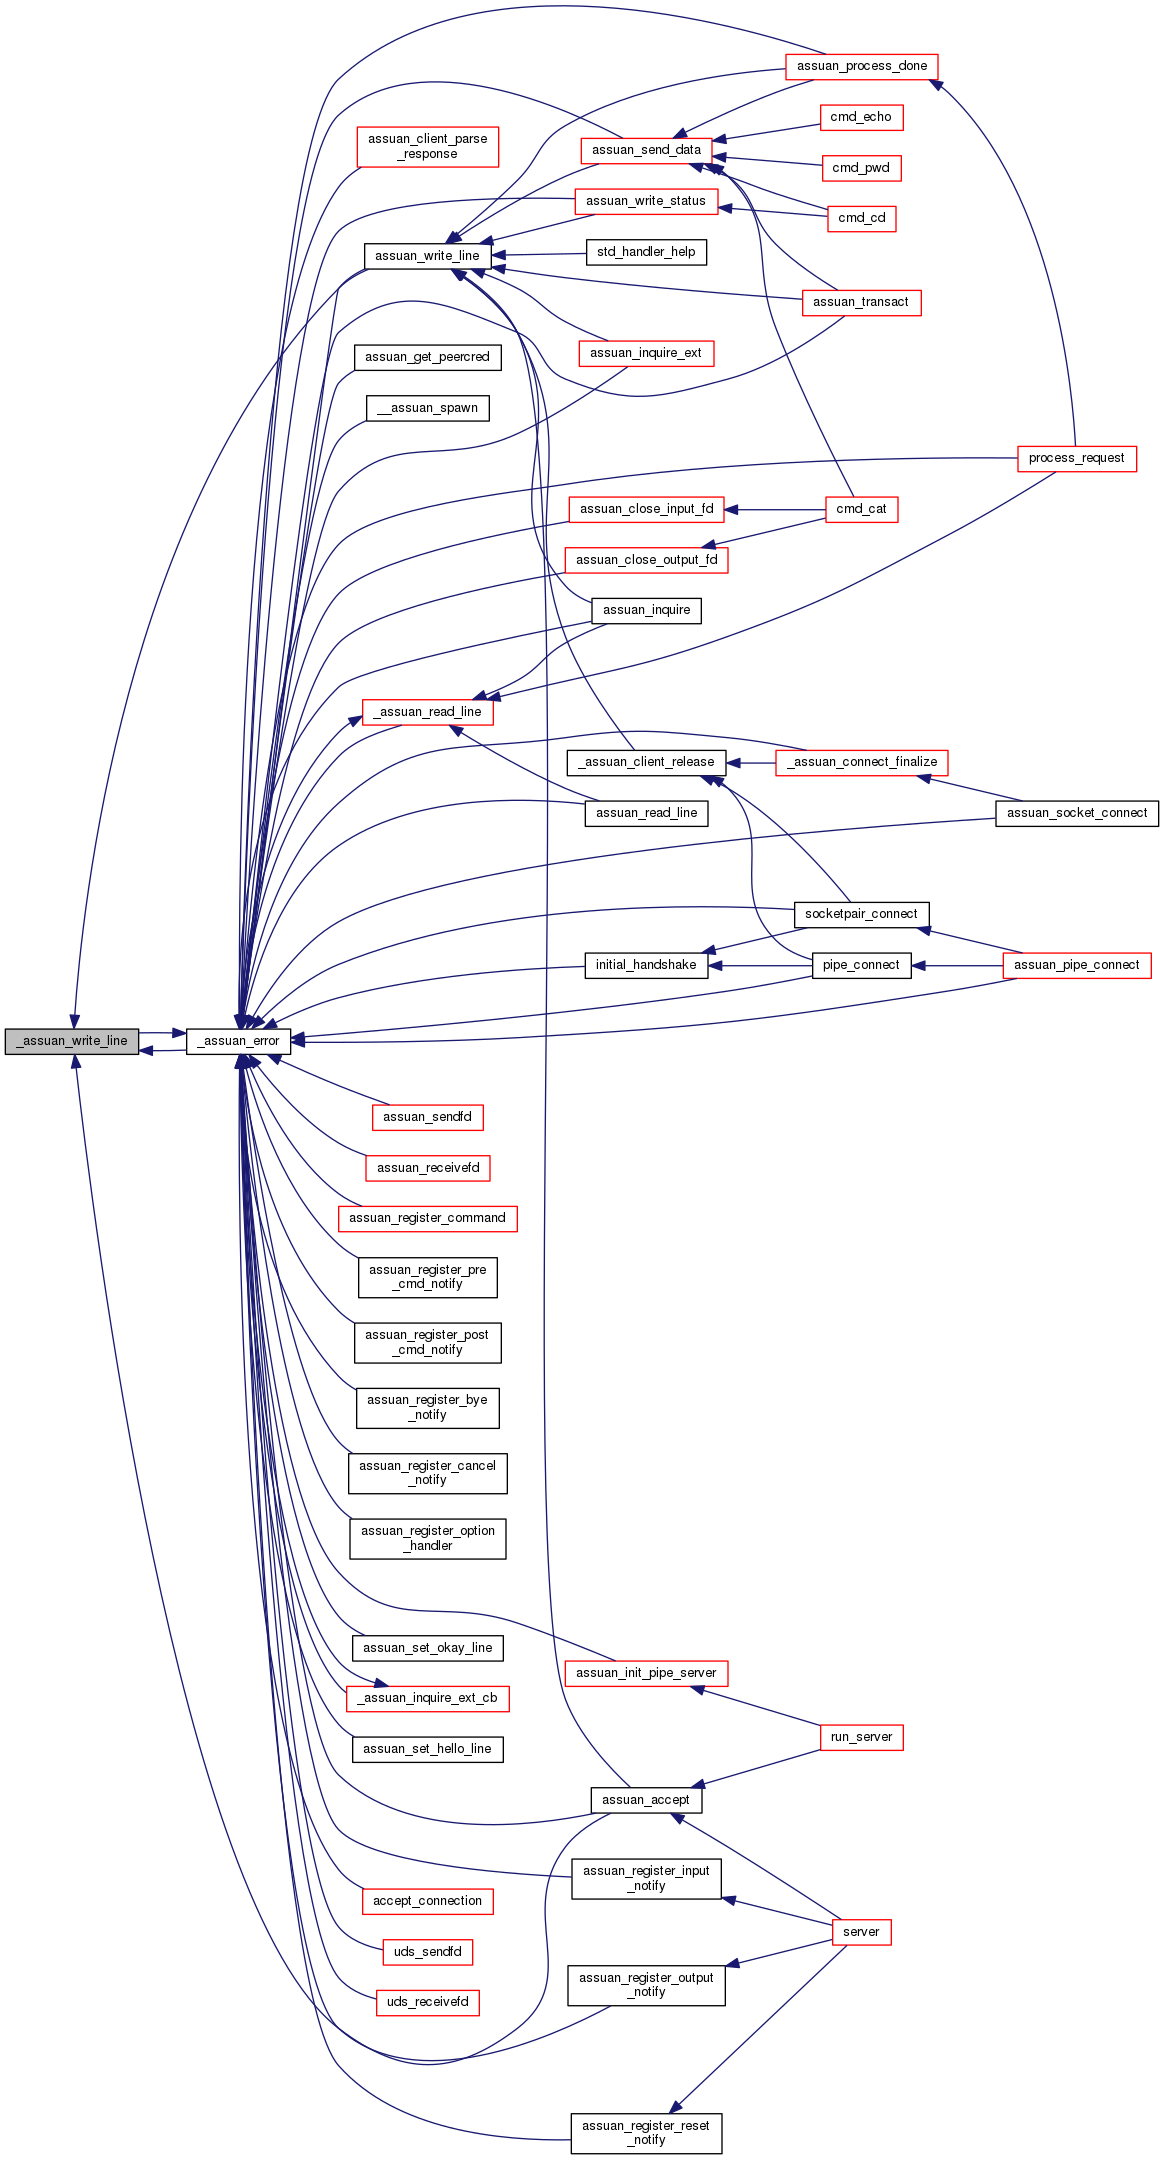 assuan_process_done
cmd_echo
assuan_client_parse
_response
assuan_send_data
cmd_pwd
assuan_write_status
cmd_cd
assuan_write_line
std_handler_help
assuan_transact
assuan_get_peercred
assuan_inquire_ext
__assuan_spawn
process_request
assuan_close_input_fd
cmd_cat
assuan_close_output_fd
assuan_inquire
_assuan_read_line
_assuan_client_release
_assuan_connect_finalize
assuan_read_line
assuan_socket_connect
socketpair_connect
initial_handshake
pipe_connect
assuan_pipe_connect
_assuan_write_line
_assuan_error
assuan_sendfd
assuan_receivefd
assuan_register_command
assuan_register_pre
_cmd_notify
assuan_register_post
_cmd_notify
assuan_register_bye
_notify
assuan_register_cancel
_notify
assuan_register_option
_handler
assuan_set_okay_line
assuan_init_pipe_server
_assuan_inquire_ext_cb
run_server
assuan_set_hello_line
assuan_accept
assuan_register_input
_notify
accept_connection
server
uds_sendfd
assuan_register_output
_notify
uds_receivefd
assuan_register_reset
_notify